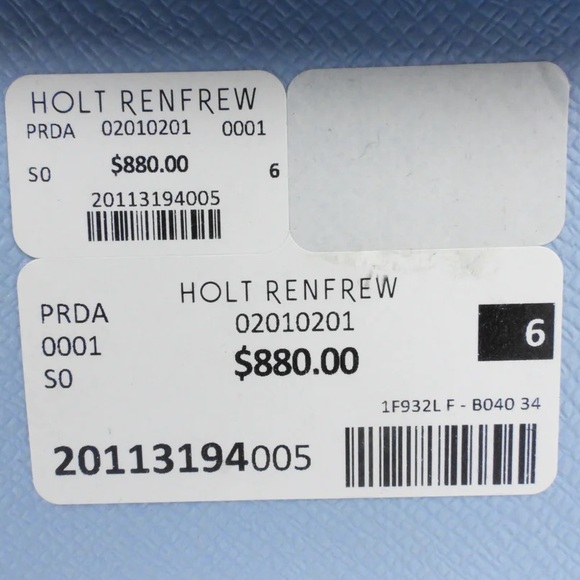 HOLT RENFREW
PRDA 02010201 0001
S0 $880.00 6
20113194005
HOLT RENFREW
PRDA 02010201
0001 $880.00 6
S0
1F932L F - B040 34
20113194005